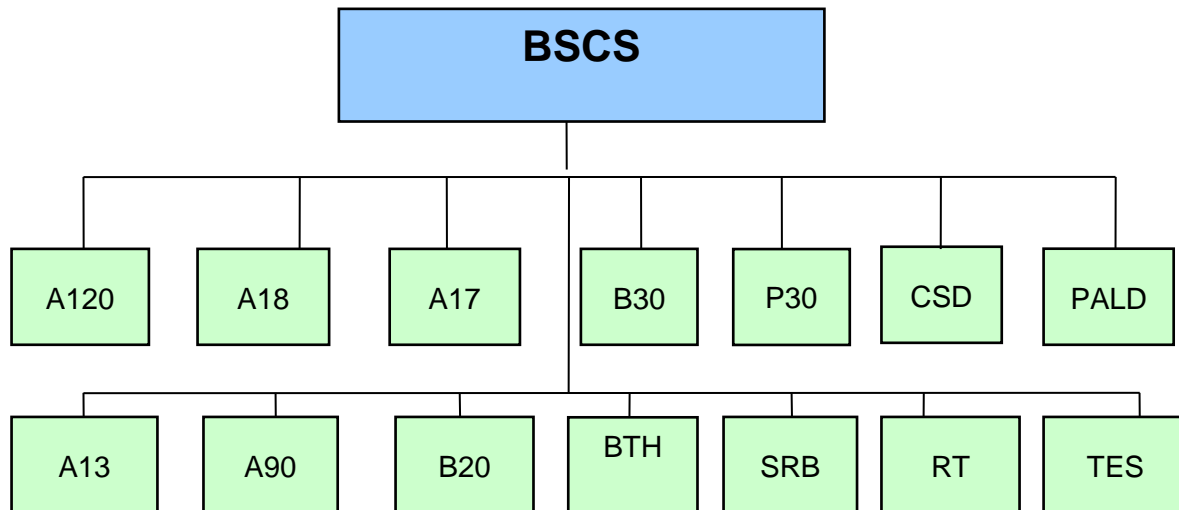 BSCS
A120
A18
A17
B30
P30
CSD
PALD
A13
A90
B20
BTH
SRB
RT
TES